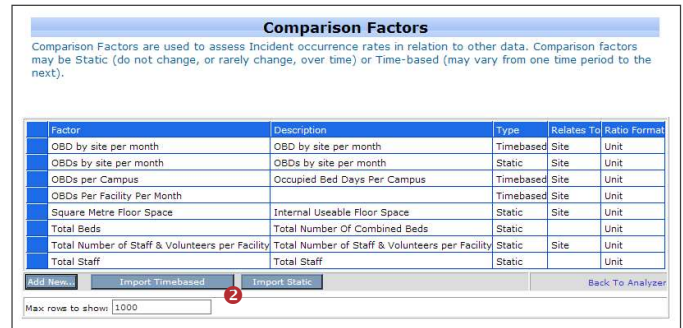 Comparison Factors
Comparison Factors are used to assess Incident occurrence rates in relation to other data. Comparison factors
may be Static (do not change, or rarely change, over time) or Time-based (may vary from one time period to the
next).
Factor Description Type Relates To Ratio Format
OBD by site per month OBD by site per month Timebased Site Unit
OBDs by site per month OBDs by site per month Static Site Unit
OBDs per Campus Occupied Bed Days Per Campus Timebased Site Unit
OBDs Per Facility Per Month Timebased Site Unit
Square Metre Floor Space Internal Useable Floor Space Static Site Unit
Total Beds Total Number Of Combined Beds Static Unit
Total Number of Staff & Volunteers per Facility Total Number of Staff & Volunteers per Facility Static Site Unit
Total Staff Total Staff Static Unit
Add New... Import Timebased Import Static Back To Analyzer
2
Max rows to show: 1000